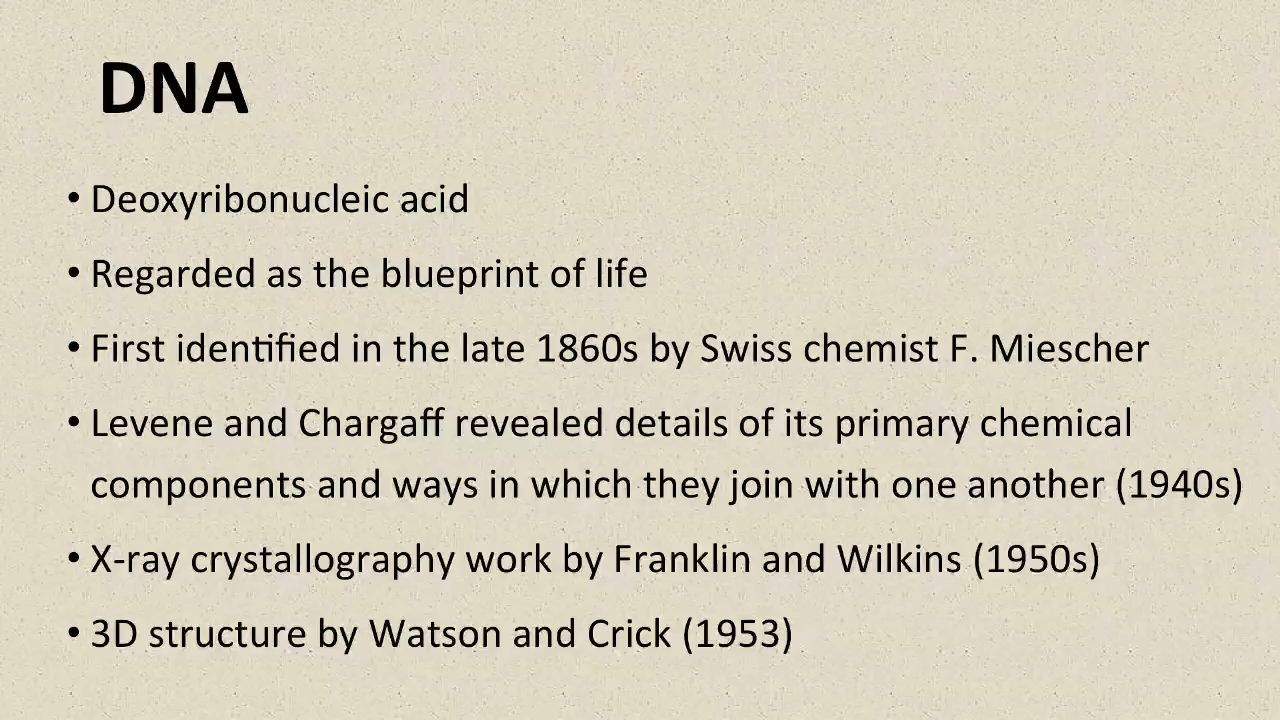 DNA
• Deoxyribonucleic acid
• Regarded as the blueprint of life
• First identified in the late 1860s by Swiss chemist F. Miescher
• Levene and Chargaff revealed details of its primary chemical
components and ways in which they join with one another (1940s)
• X-ray crystallography work by Franklin and Wilkins (1950s)
• 3D structure by Watson and Crick (1953)